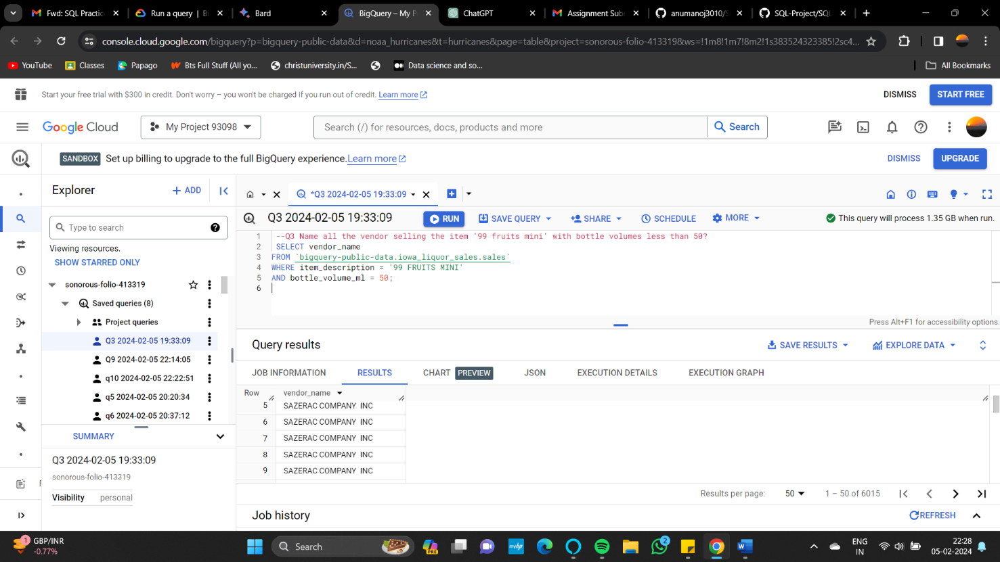 Fwd: SQL Practic
Run a query | B
Bard
BigQuery – My P
ChatGPT
Assignment Sub
anumanoj3010/S
SQL-Project/SQL
console.cloud.google.com/bigquery?p=bigquery-public-data&d=noaa_hurricanes&t=hurricanes&page=table&project=sonorous-folio-413319&ws=!1m8!1m7!8m2!1s383524323385!2sc4...
YouTube
Classes
Papago
Bts Full Stuff (All yo...
christuniversity.in/S...
Data science and so...
All Bookmarks
Start your free trial with $300 in credit. Don't worry – you won't be charged if you run out of credit. Learn more
DISMISS
START FREE
Google Cloud
My Project 93098
Search (/) for resources, docs, products and more
Search
SANDBOX Set up billing to upgrade to the full BigQuery experience. Learn more
DISMISS
UPGRADE
Explorer
+ ADD
*Q3 2024-02-05 19:33:09
Type to search
Viewing resources.
SHOW STARRED ONLY
sonorous-folio-413319
Saved queries (8)
Project queries
Q3 2024-02-05 19:33:09
Q9 2024-02-05 22:14:05
q10 2024-02-05 22:22:51
q5 2024-02-05 20:20:34
q6 2024-02-05 20:37:12
SUMMARY
Q3 2024-02-05 19:33:09
sonorous-folio-413319
Visibility personal
Q3 2024-02-05 19:33:09
RUN
SAVE QUERY
SHARE
SCHEDULE
MORE
This query will process 1.35 GB when run.
1 --Q3 Name all the vendor selling the item '99 fruits mini' with bottle volumes less than 50?
2 SELECT vendor_name
3 FROM `bigquery-public-data.iowa_liquor_sales.sales`
4 WHERE item_description = '99 FRUITS MINI'
5 AND bottle_volume_ml = 50;
6
Press Alt+F1 for accessibility options.
Query results
SAVE RESULTS
EXPLORE DATA
JOB INFORMATION
RESULTS
CHART PREVIEW
JSON
EXECUTION DETAILS
EXECUTION GRAPH
Row vendor_name
5 SAZERAC COMPANY INC
6 SAZERAC COMPANY INC
7 SAZERAC COMPANY INC
8 SAZERAC COMPANY INC
9 SAZERAC COMPANY INC
Results per page: 50 1 – 50 of 6015
Job history
REFRESH
1
GBP/INR
-0.77%
Search
PRE
myhp
2
ENG
IN
22:28
05-02-2024